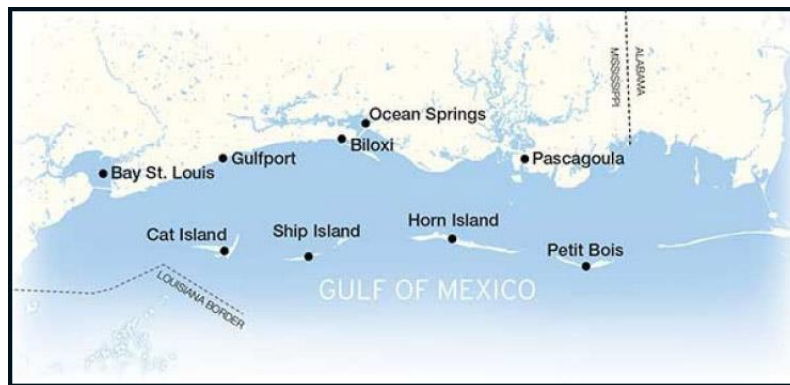 ALABAMA
MISSISSIPPI
Ocean Springs
Biloxi
Gulfport
Pascagoula
Bay St. Louis
Horn Island
Cat Island
Ship Island
Petit Bois
LOUISIANA BORDER
GULF OF MEXICO